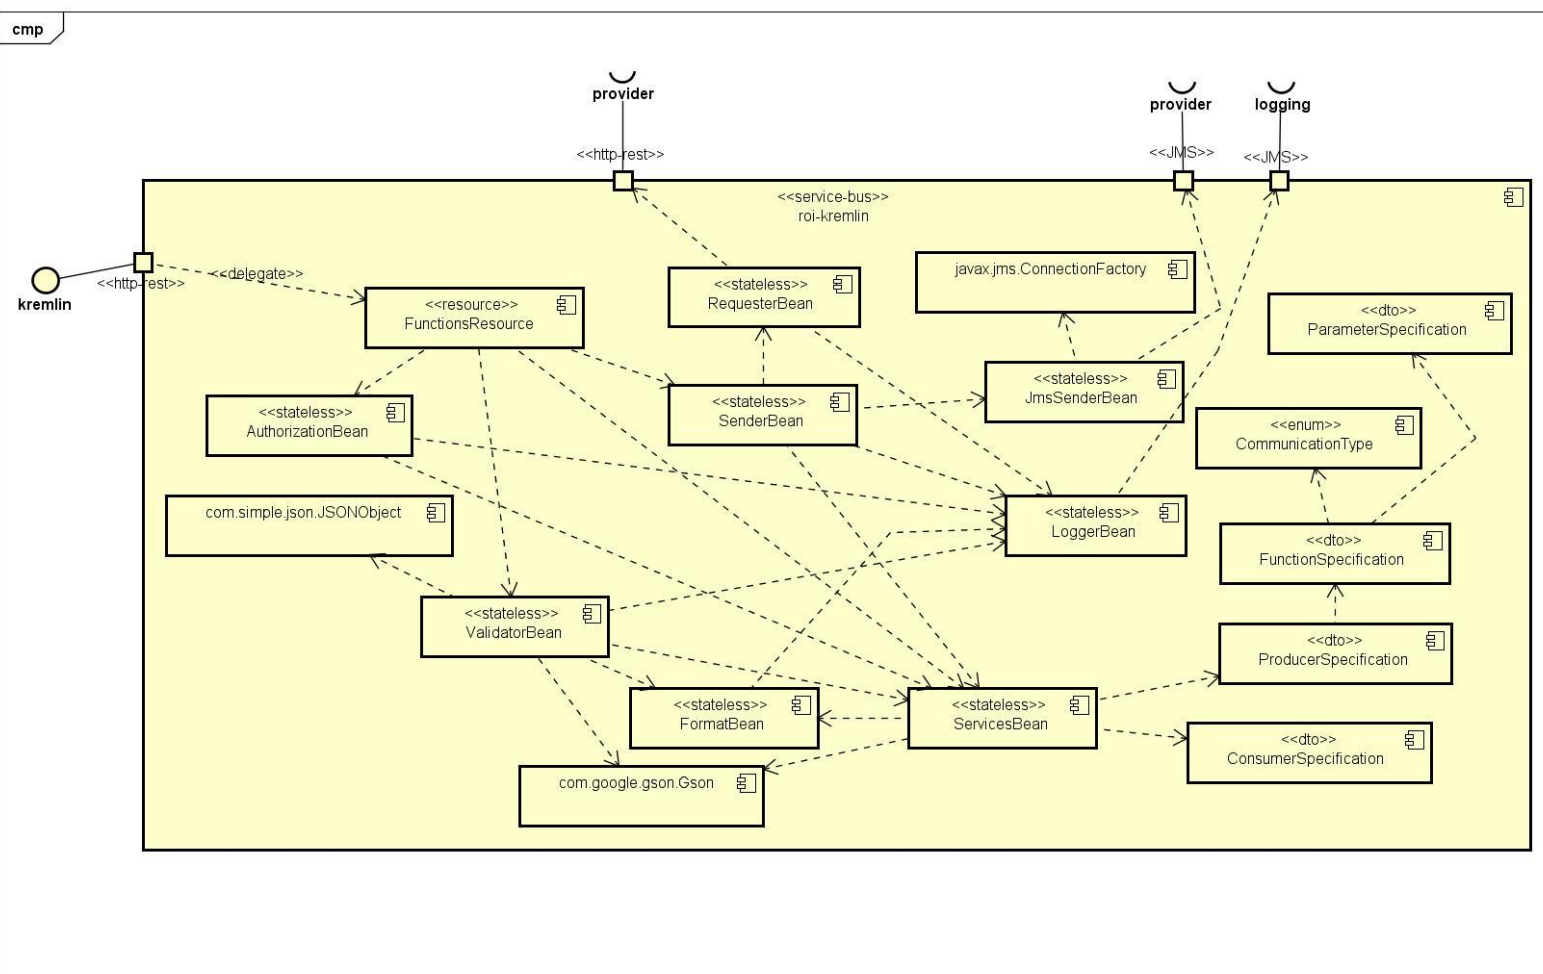 cmp
provider
provider
logging
<<http-rest>>
<<JMS>>
<<JMS>>
<<service-bus>>
roi-kremlin
kremlin
<<http-rest>>
<<delegate>>
<<resource>>
FunctionsResource
<<stateless>>
RequesterBean
javax.jms.ConnectionFactory
<<dto>>
ParameterSpecification
<<stateless>>
AuthorizationBean
<<stateless>>
SenderBean
<<stateless>>
JmsSenderBean
<<enum>>
CommunicationType
com.simple.json.JSONObject
<<stateless>>
LoggerBean
<<dto>>
FunctionSpecification
<<stateless>>
ValidatorBean
<<dto>>
ProducerSpecification
<<stateless>>
FormatBean
<<stateless>>
ServicesBean
<<dto>>
ConsumerSpecification
com.google.gson.Gson